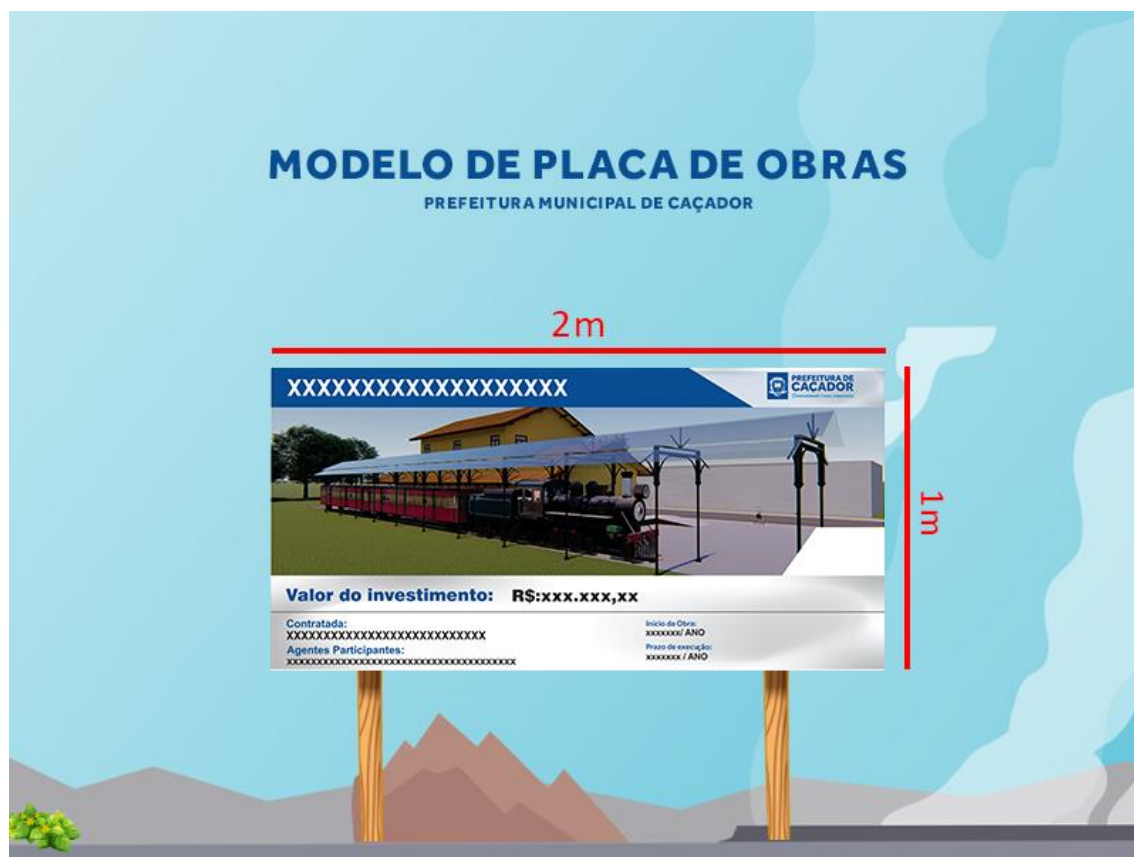 MODELO DE PLACA DE OBRAS
PREFEITURA MUNICIPAL DE CAÇADOR
2m
XXXXXXXXXXXXXXXXXXX
PREFEITURA DE
CAÇADOR
1m
Valor do investimento: R$:xxx.xxx,xx
Contratada:
XXXXXXXXXXXXXXXXXXXXXXXXXXX
Início da Obra:
xxxxxxx/ ANO
Agentes Participantes:
xxxxxxxxxxxxxxxxxxxxxxxxxxxxxxxxxxxxxx
Prazo de execução:
xxxxxxx / ANO